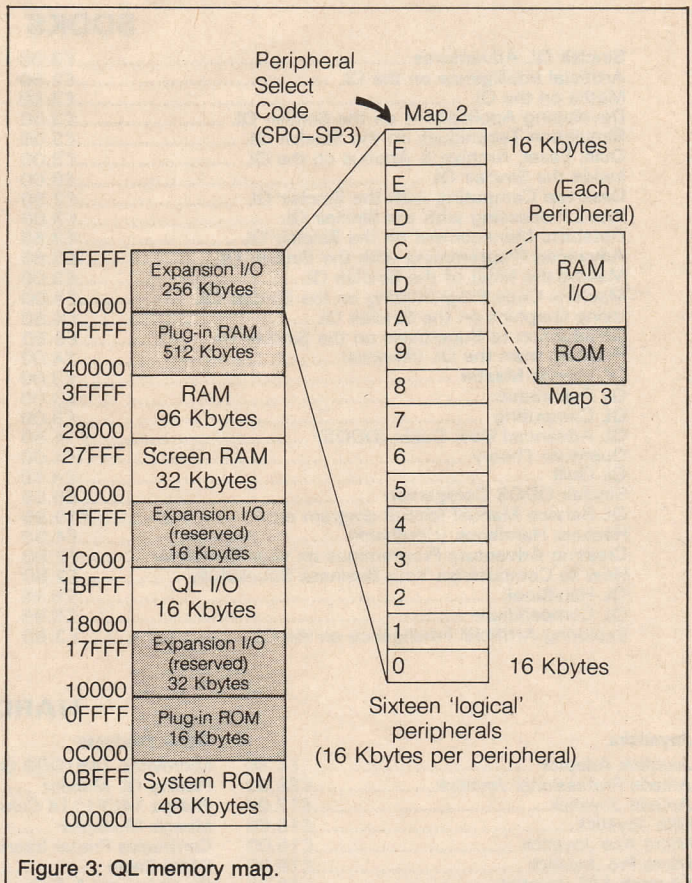 Peripheral
Select
Code
(SP0–SP3)
Map 2
F
E
D
C
D
A
9
8
7
6
5
4
3
2
1
0
16 Kbytes
(Each
Peripheral)
RAM
I/O
ROM
Map 3
16 Kbytes
Sixteen 'logical'
peripherals
(16 Kbytes per peripheral)
FFFFF
Expansion I/O
256 Kbytes
C0000
BFFFF
Plug-in RAM
512 Kbytes
40000
3FFFF
RAM
96 Kbytes
28000
27FFF
Screen RAM
32 Kbytes
20000
1FFFF
Expansion I/O
(reserved)
16 Kbytes
1C000
1BFFF
QL I/O
16 Kbytes
18000
17FFF
Expansion I/O
(reserved)
32 Kbytes
10000
0FFFF
Plug-in ROM
16 Kbytes
0C000
0BFFF
System ROM
48 Kbytes
00000
Figure 3: QL memory map.